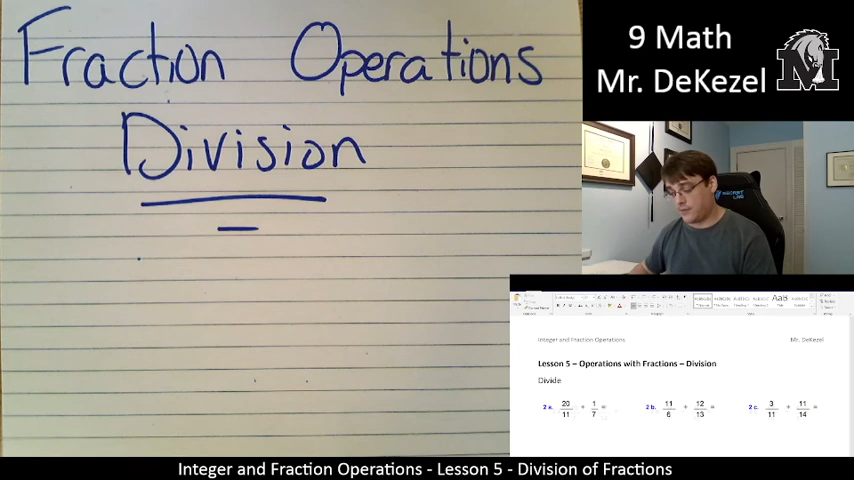 Fraction Operations
Division
9 Math
Mr. DeKezel
M
Integer and Fraction Operations Mr. DeKezel
Lesson 5 – Operations with Fractions – Division
Divide
2 a. 20/11 ÷ 1/7 = 2 b. 11/6 ÷ 12/13 = 2 c. 3/11 ÷ 11/14 =
Integer and Fraction Operations - Lesson 5 - Division of Fractions